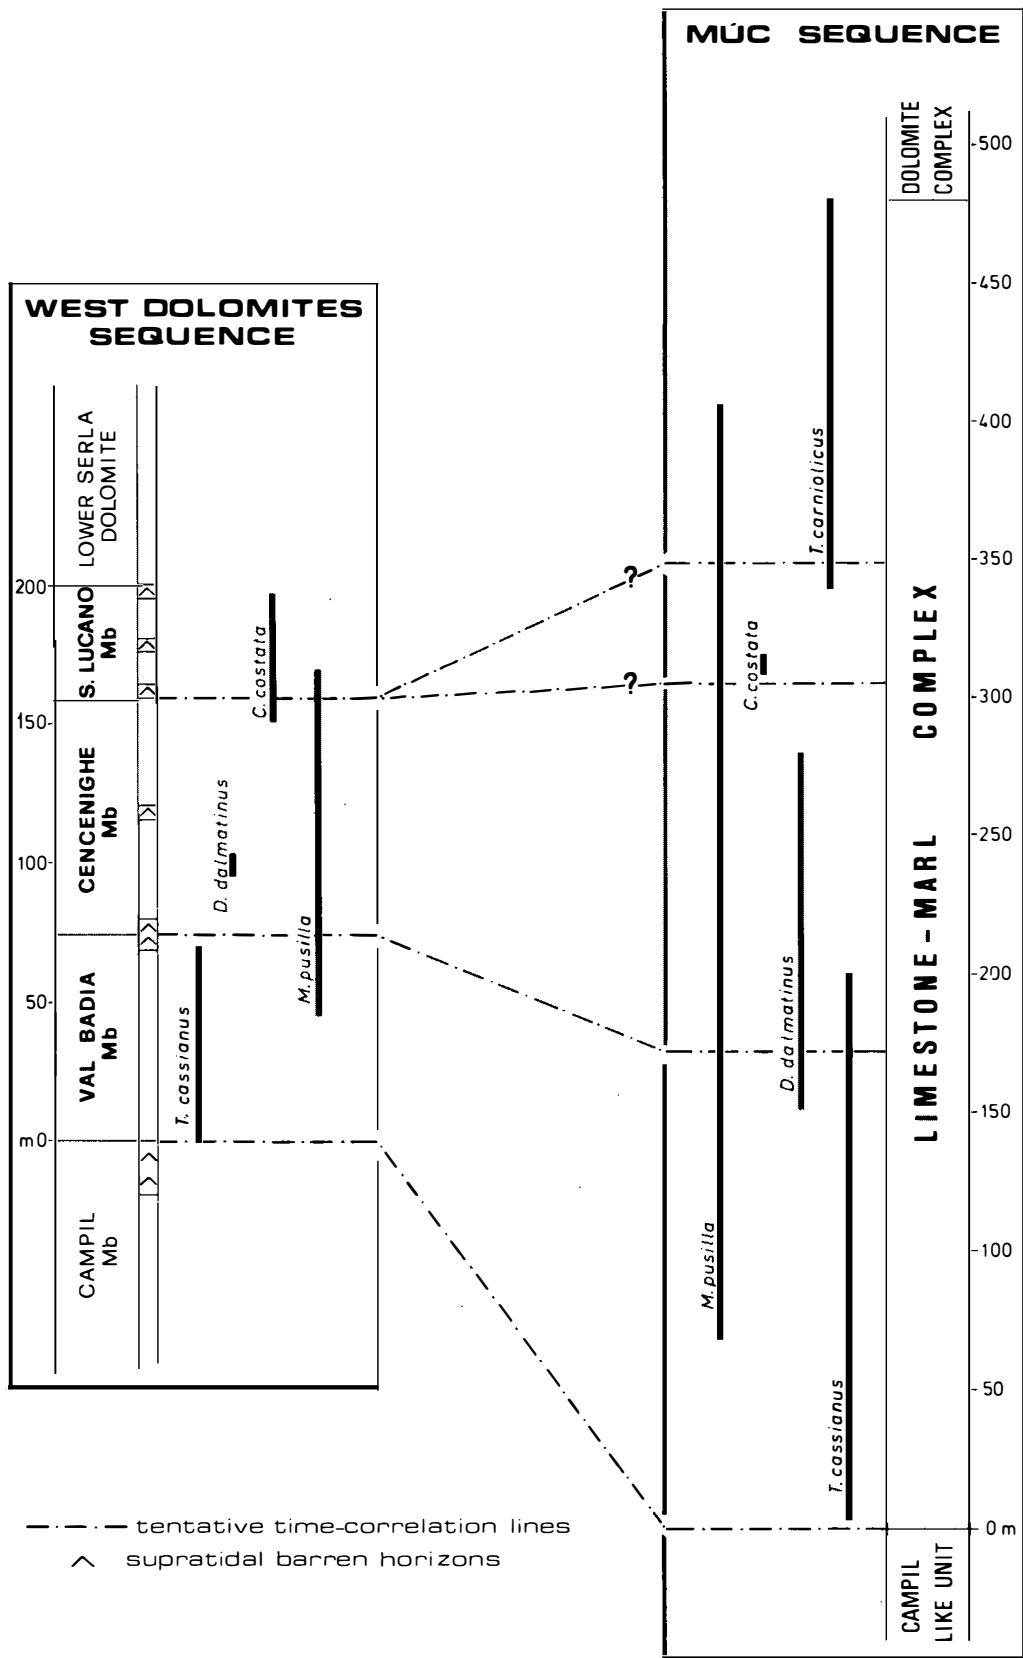 MÚC SEQUENCE
DOLOMITE
COMPLEX
-500
-450
-400
-350
-300
-250
-200
-150
-100
-50
0 m
T. carniolicus
C. costata
D. dalmatinus
M. pusilla
T. cassianus
LIMESTONE-MARL COMPLEX
CAMPIL
LIKE UNIT
WEST DOLOMITES
SEQUENCE
LOWER SERLA
DOLOMITE
200
S. LUCANO
Mb
150-
CENCENIGHE
Mb
100-
VAL BADIA
Mb
50-
m 0-
CAMPIL
Mb
C. costata
D. dalmatinus
M. pusilla
T. cassianus
?
?
tentative time-correlation lines
supratidal barren horizons